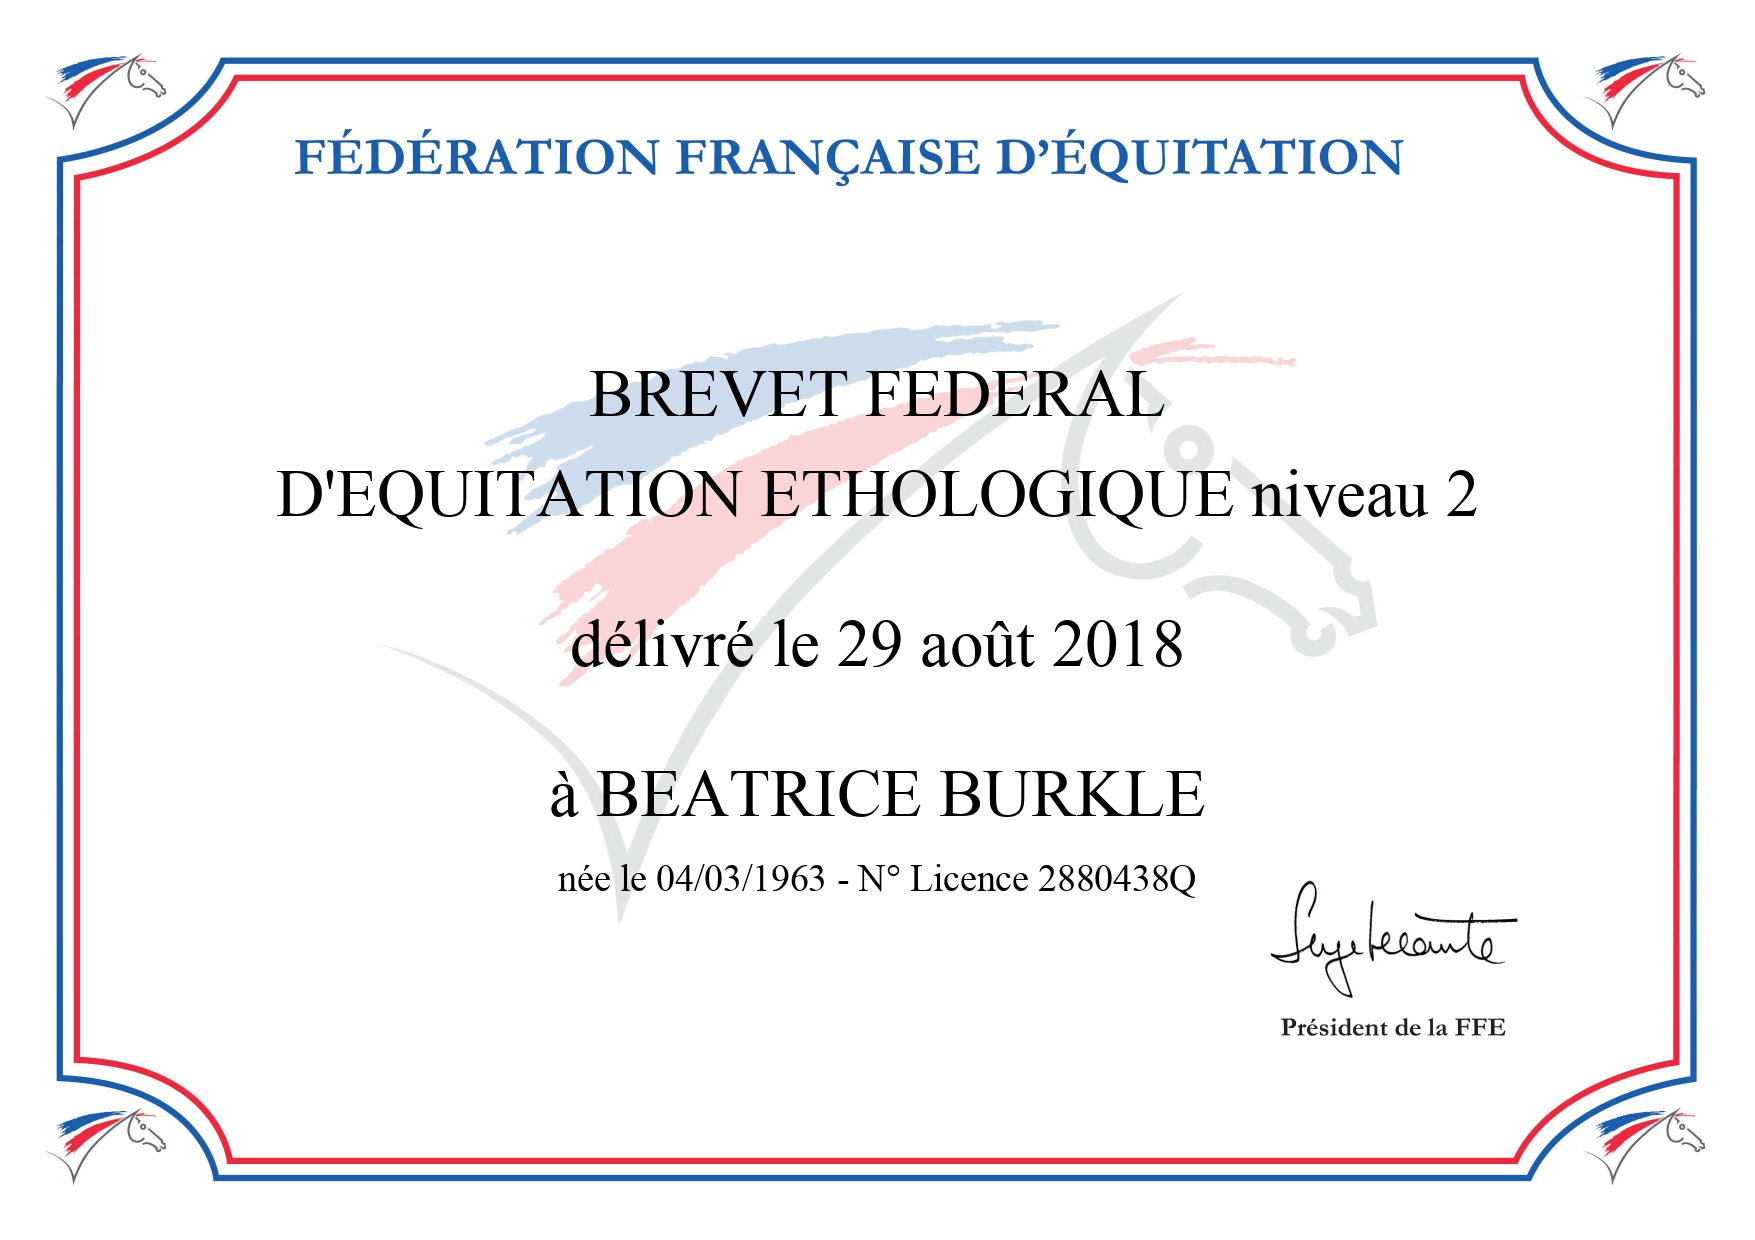 FÉDÉRATION FRANÇAISE D’ÉQUITATION
BREVET FEDERAL
D'EQUITATION ETHOLOGIQUE niveau 2
délivré le 29 août 2018
à BEATRICE BURKLE
née le 04/03/1963 - N° Licence 2880438Q
Serge Lecomte
Président de la FFE